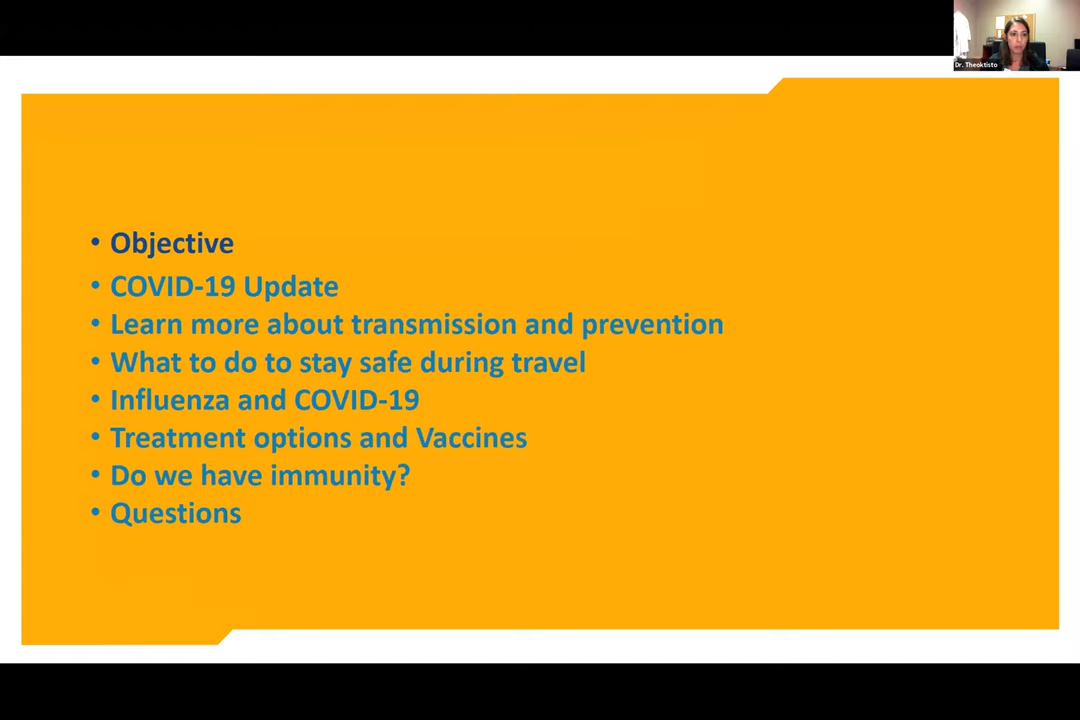 Dr. Theoktisto
• Objective
• COVID-19 Update
• Learn more about transmission and prevention
• What to do to stay safe during travel
• Influenza and COVID-19
• Treatment options and Vaccines
• Do we have immunity?
• Questions